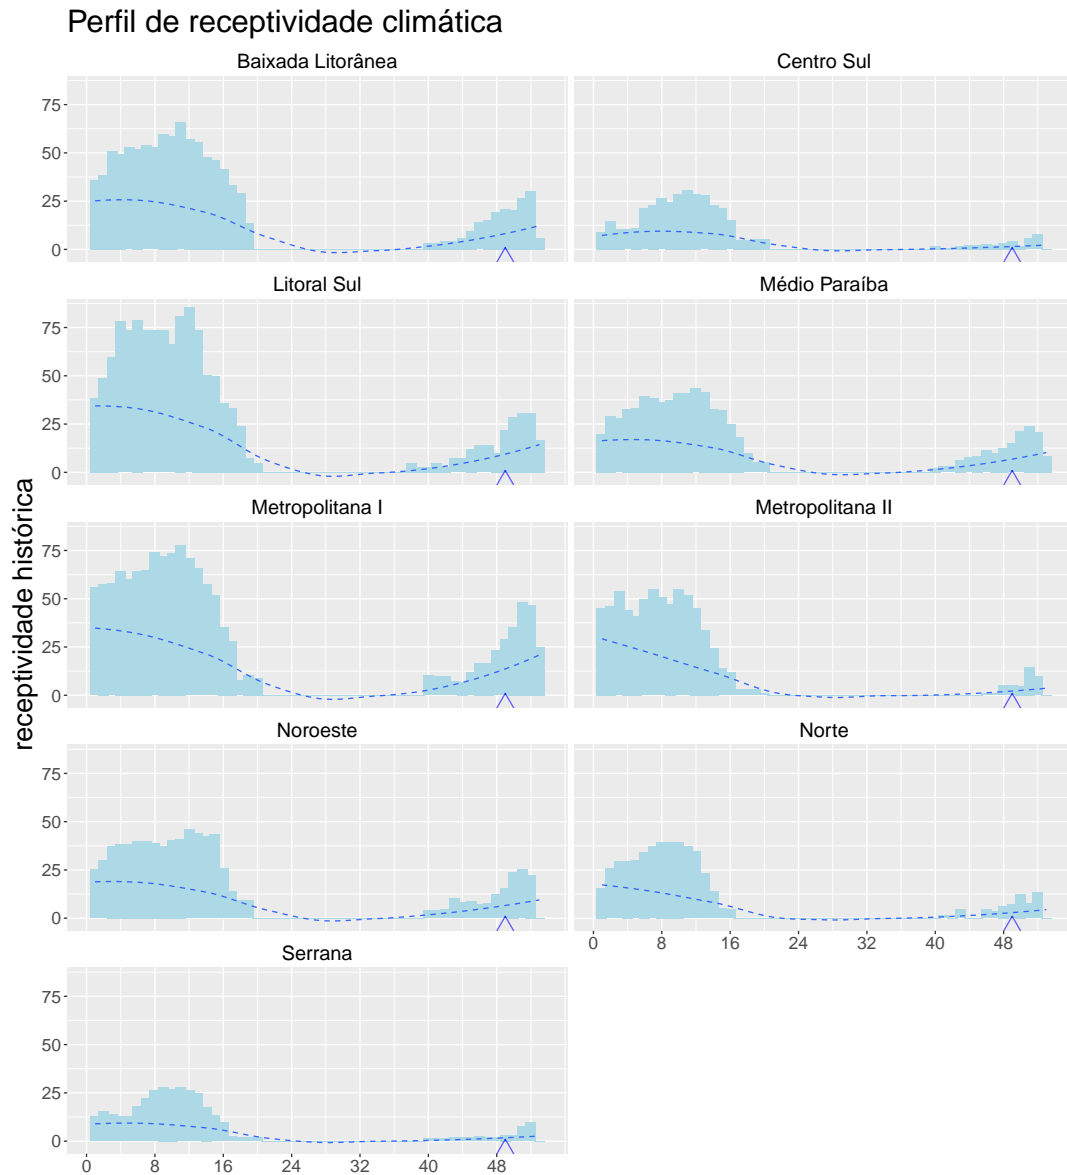 Perfil de receptividade climática
Baixada Litorânea
Centro Sul
75
50
25
0
Litoral Sul
Médio Paraíba
75
50
25
0
Metropolitana I
Metropolitana II
75
50
25
0
receptividade histórica
Noroeste
Norte
75
50
25
0
0 8 16 24 32 40 48
Serrana
75
50
25
0
0 8 16 24 32 40 48